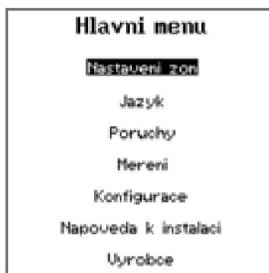 Hlavni menu
Nastaveni zon
Jazyk
Poruchy
Mereni
Konfigurace
Napoveda k instalaci
Vyrobce